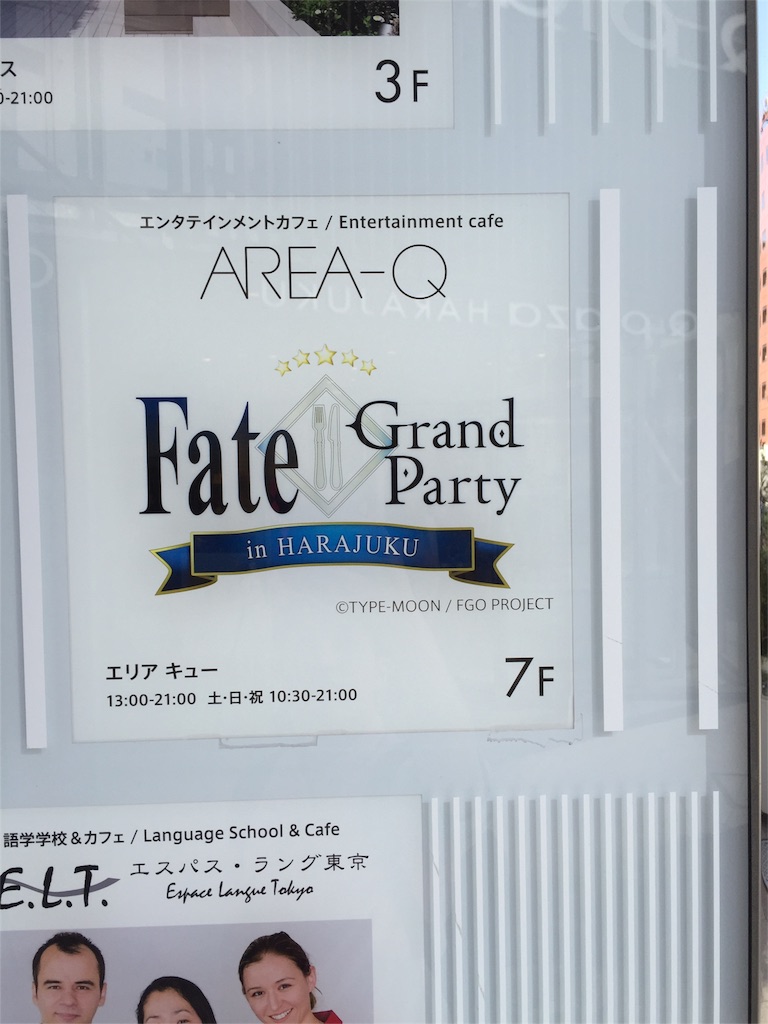 ス
0-21:00
3F
エンタテインメントカフェ / Entertainment cafe
AREA-Q
Fate Grand Party
in HARAJUKU
©TYPE-MOON / FGO PROJECT
エリア キュー
13:00-21:00 土・日・祝 10:30-21:00
7F
語学学校＆カフェ / Language School & Cafe
E.L.T.
エスパス・ラング東京
Espace Langue Tokyo